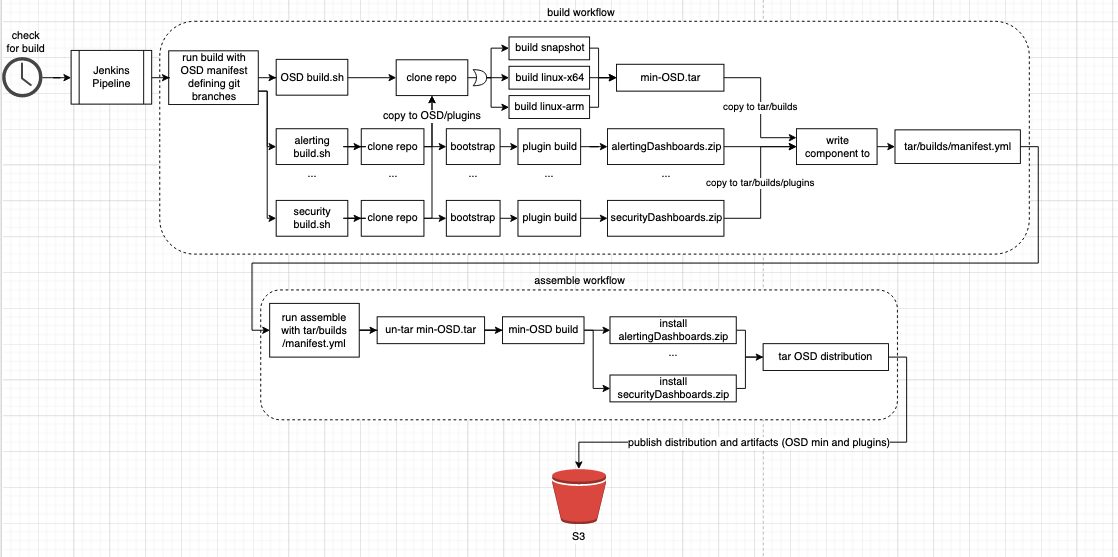 build workflow
check
for build
Jenkins
Pipeline
run build with
OSD manifest
defining git
branches
OSD build.sh
clone repo
build snapshot
build linux-x64
build linux-arm
min-OSD.tar
copy to tar/builds
copy to OSD/plugins
alerting
build.sh
clone repo
bootstrap
plugin build
alertingDashboards.zip
write
component to
tar/builds/manifest.yml
...
...
...
...
...
copy to tar/builds/plugins
security
build.sh
clone repo
bootstrap
plugin build
securityDashboards.zip
assemble workflow
run assemble
with tar/builds
/manifest.yml
un-tar min-OSD.tar
min-OSD build
install
alertingDashboards.zip
...
install
securityDashboards.zip
tar OSD distribution
publish distribution and artifacts (OSD min and plugins)
S3